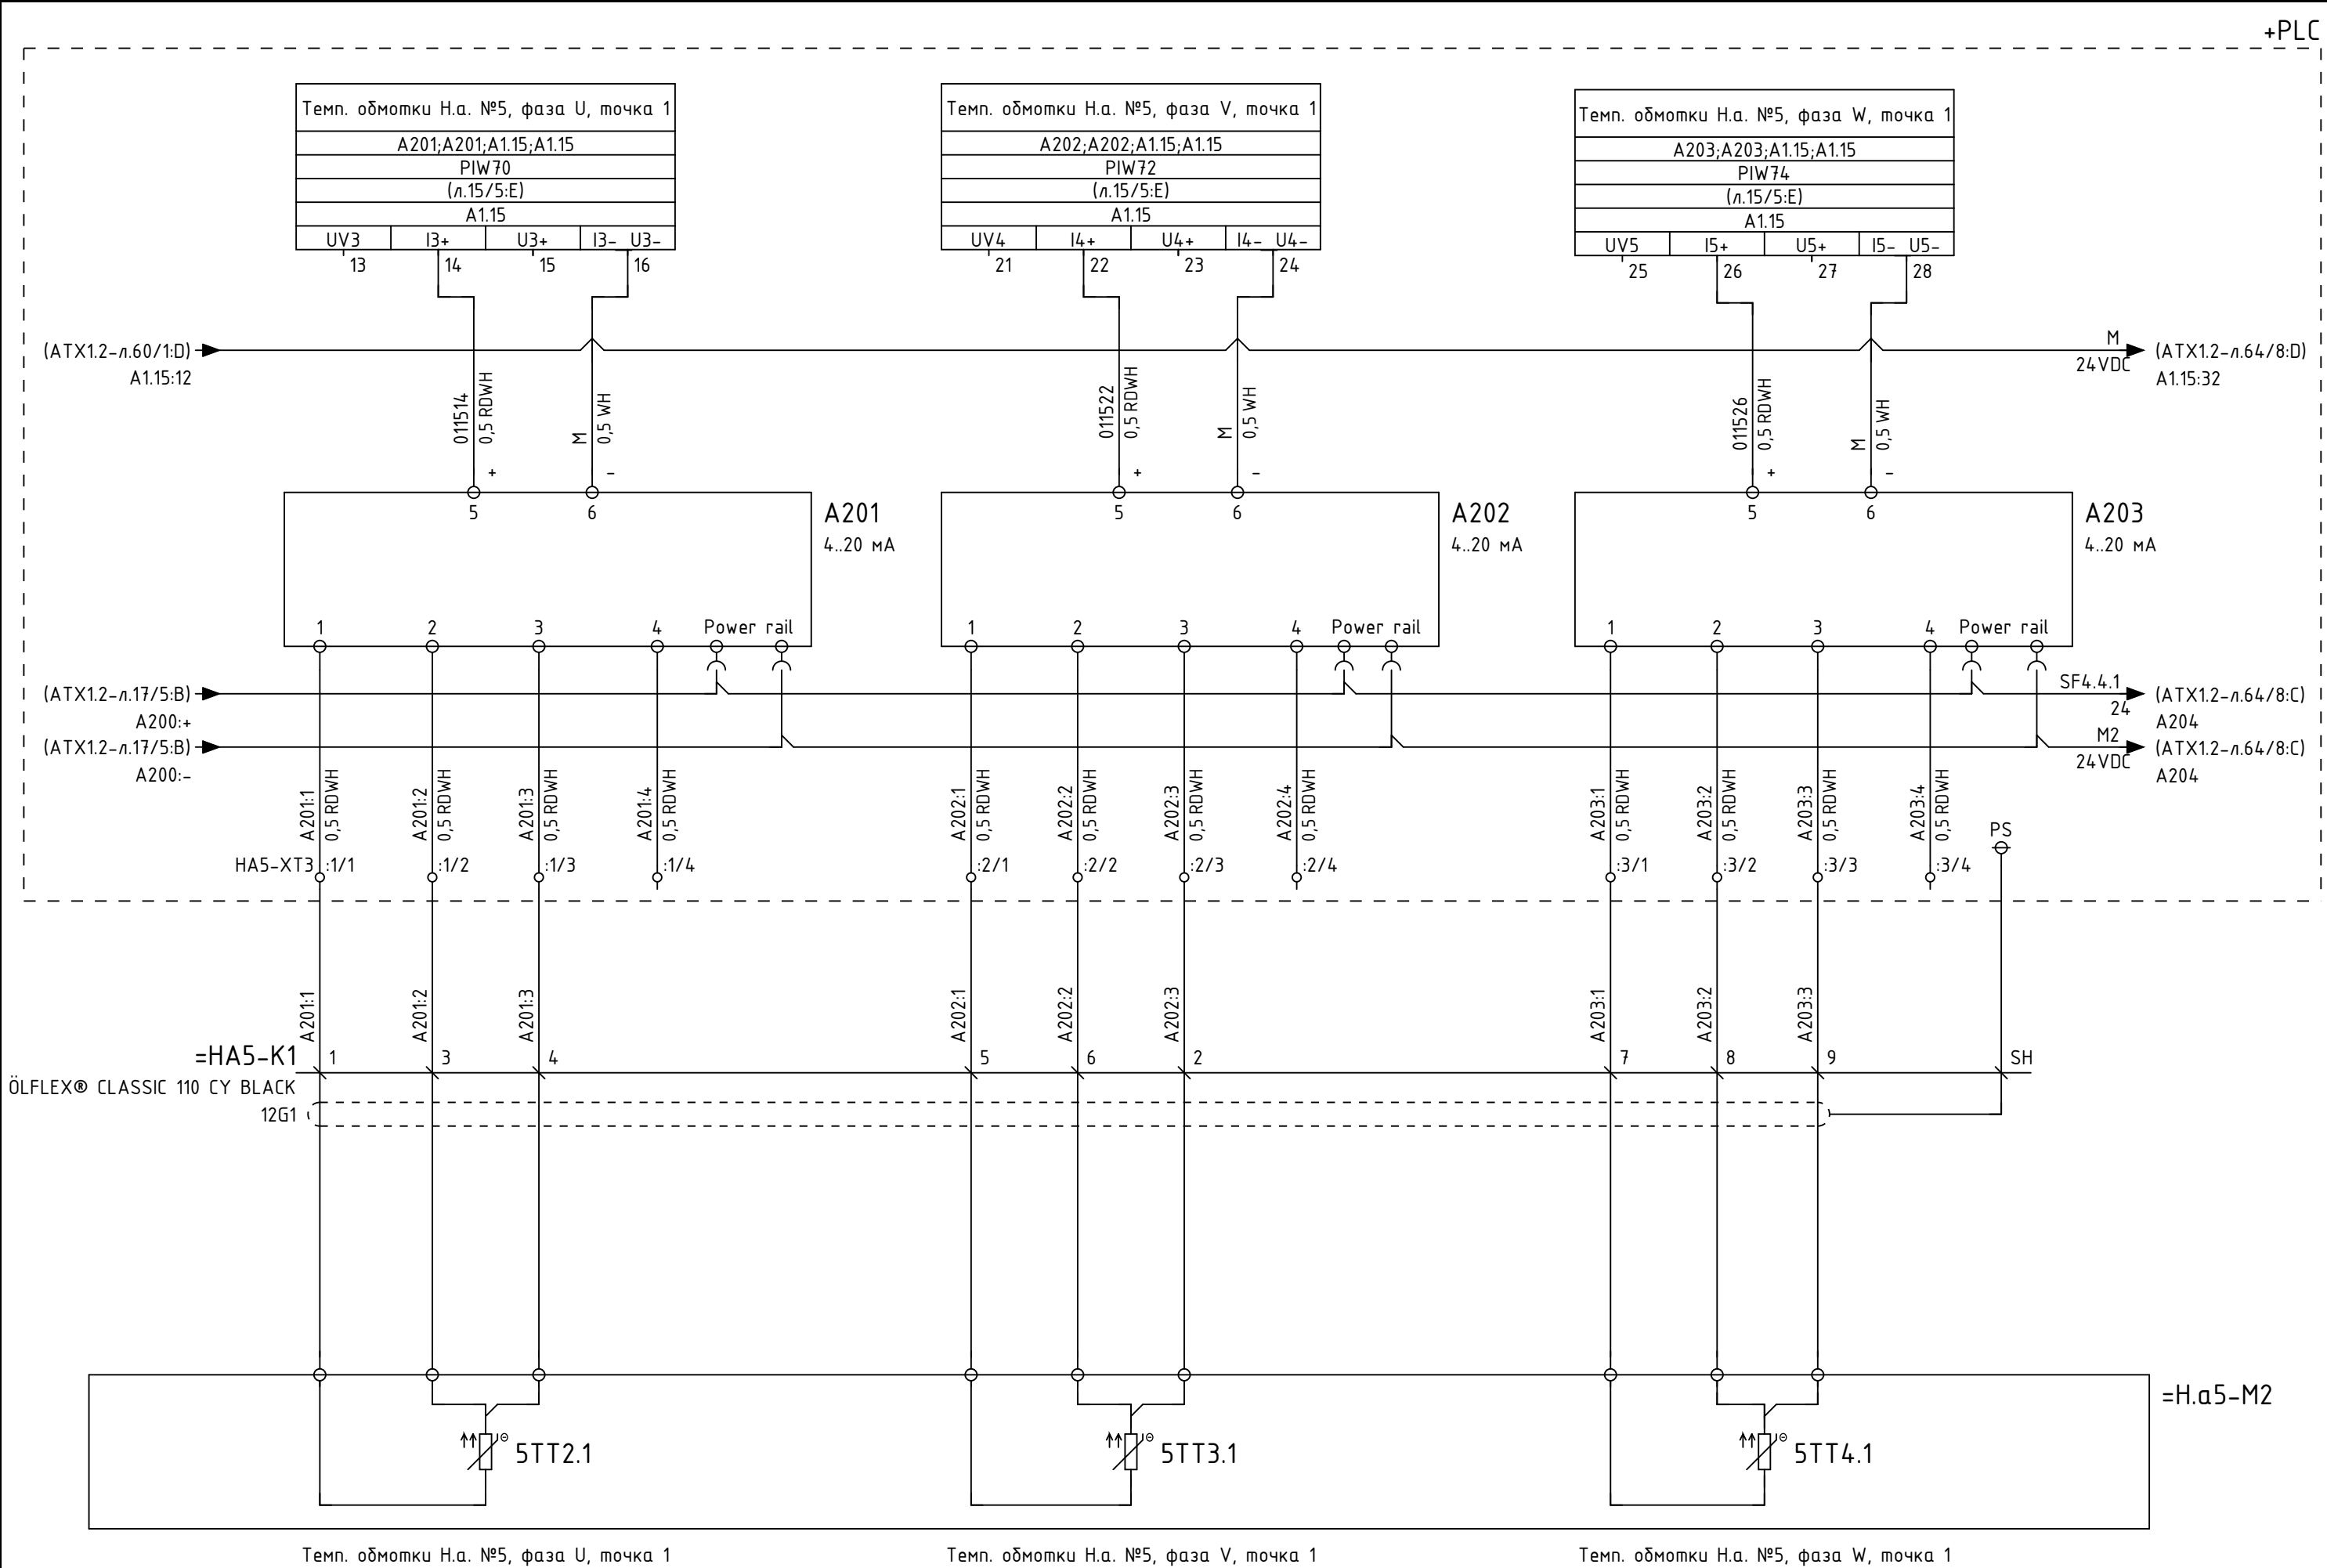 +PLC
Темп. обмотки Н.а. №5, фаза U, точка 1
A201;A201;A1.15;A1.15
PIW70
(л.15/5:E)
A1.15
UV3 I3+ U3+ I3- U3-
13 14 15 16
Темп. обмотки Н.а. №5, фаза V, точка 1
A202;A202;A1.15;A1.15
PIW72
(л.15/5:E)
A1.15
UV4 I4+ U4+ I4- U4-
21 22 23 24
Темп. обмотки Н.а. №5, фаза W, точка 1
A203;A203;A1.15;A1.15
PIW74
(л.15/5:E)
A1.15
UV5 I5+ U5+ I5- U5-
25 26 27 28
(ATX1.2-л.60/1:D)
A1.15:12
M
24VDC
(ATX1.2-л.64/8:D)
A1.15:32
011514
0,5 RDWH
M
0,5 WH
011522
0,5 RDWH
M
0,5 WH
011526
0,5 RDWH
M
0,5 WH
+ -
+ -
+ -
5 6
A201
4..20 мА
5 6
A202
4..20 мА
5 6
A203
4..20 мА
1 2 3 4 Power rail
1 2 3 4 Power rail
1 2 3 4 Power rail
(ATX1.2-л.17/5:B)
A200:+
(ATX1.2-л.17/5:B)
A200:-
SF4.4.1
24
(ATX1.2-л.64/8:C)
A204
M2
24VDC
(ATX1.2-л.64/8:C)
A204
A201:1
0,5 RDWH
A201:2
0,5 RDWH
A201:3
0,5 RDWH
A201:4
0,5 RDWH
A202:1
0,5 RDWH
A202:2
0,5 RDWH
A202:3
0,5 RDWH
A202:4
0,5 RDWH
A203:1
0,5 RDWH
A203:2
0,5 RDWH
A203:3
0,5 RDWH
A203:4
0,5 RDWH
PS
HA5-XT3 :1/1 :1/2 :1/3 :1/4 :2/1 :2/2 :2/3 :2/4 :3/1 :3/2 :3/3 :3/4
A201:1
A201:2
A201:3
A202:1
A202:2
A202:3
A203:1
A203:2
A203:3
=HA5-K1 1 3 4 5 6 2 7 8 9 SH
ÖLFLEX® CLASSIC 110 CY BLACK
12G1
=H.a5-M2
5TT2.1
5TT3.1
5TT4.1
Темп. обмотки Н.а. №5, фаза U, точка 1
Темп. обмотки Н.а. №5, фаза V, точка 1
Темп. обмотки Н.а. №5, фаза W, точка 1